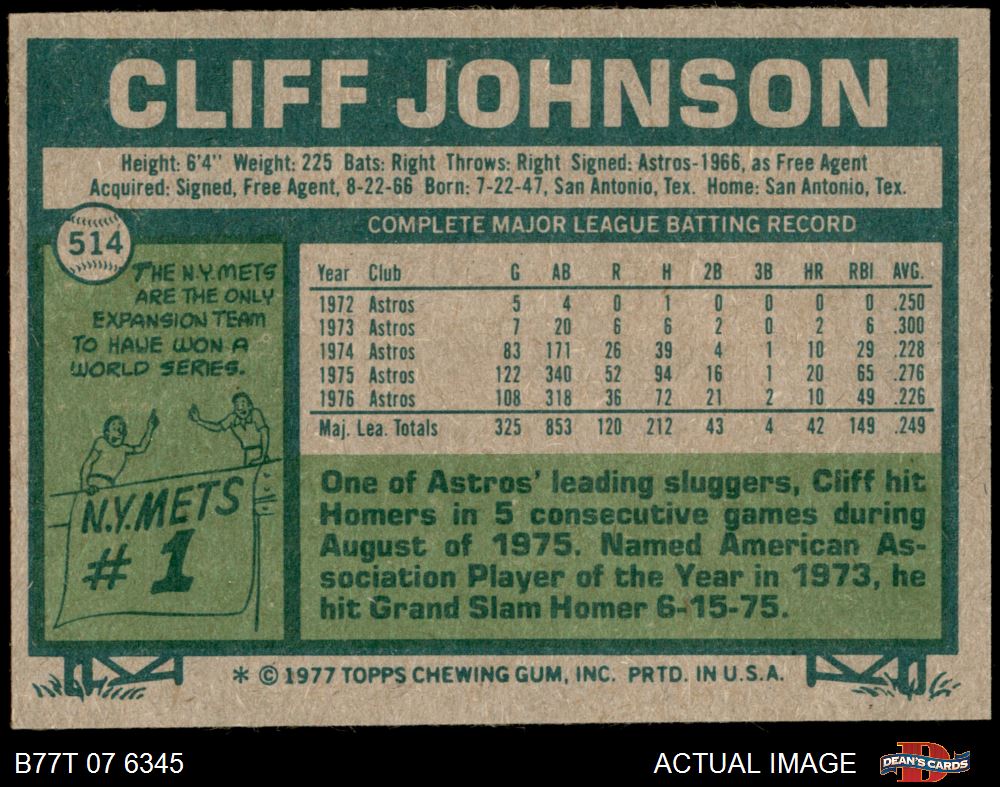 CLIFF JOHNSON
Height: 6'4" Weight: 225 Bats: Right Throws: Right Signed: Astros-1966, as Free Agent
Acquired: Signed, Free Agent, 8-22-66 Born: 7-22-47, San Antonio, Tex. Home: San Antonio, Tex.
514
THE N.Y. METS
ARE THE ONLY
EXPANSION TEAM
TO HAVE WON A
WORLD SERIES.
N.Y. METS
# 1
COMPLETE MAJOR LEAGUE BATTING RECORD
Year Club G AB R H 2B 3B HR RBI AVG.
1972 Astros 5 4 0 1 0 0 0 0 .250
1973 Astros 7 20 6 6 2 0 2 6 .300
1974 Astros 83 171 26 39 4 1 10 29 .228
1975 Astros 122 340 52 94 16 1 20 65 .276
1976 Astros 108 318 36 72 21 2 10 49 .226
Maj. Lea. Totals 325 853 120 212 43 4 42 149 .249
One of Astros' leading sluggers, Cliff hit
Homers in 5 consecutive games during
August of 1975. Named American As-
sociation Player of the Year in 1973, he
hit Grand Slam Homer 6-15-75.
* © 1977 TOPPS CHEWING GUM, INC. PRTD. IN U.S.A.
B77T 07 6345
ACTUAL IMAGE
D
DEAN'S CARDS